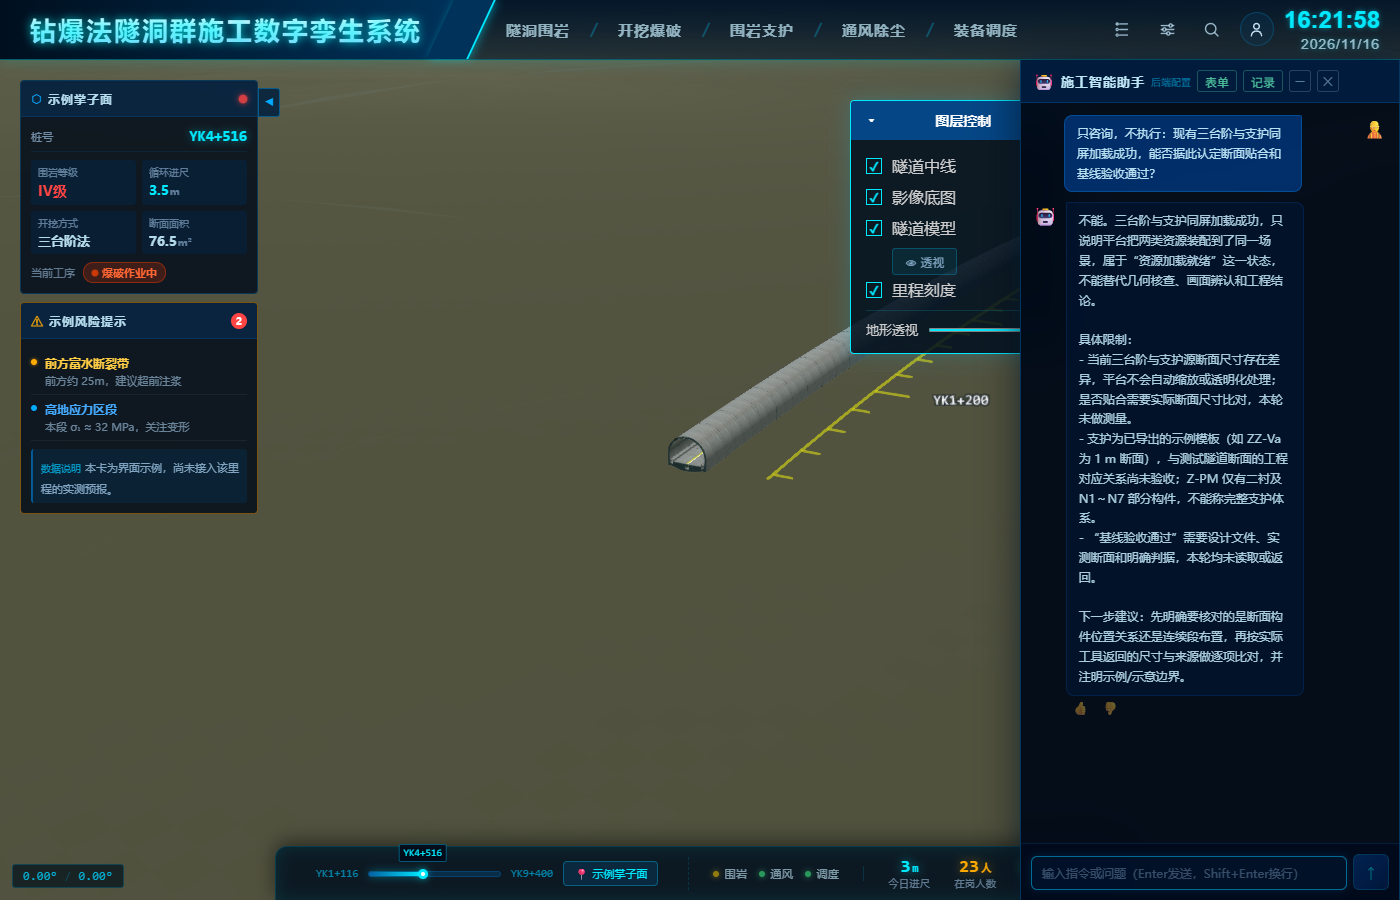 钻爆法隧洞群施工数字孪生系统
隧洞围岩 / 开挖爆破 / 围岩支护 / 通风除尘 / 装备调度
16:21:58
2026/11/16
示例掌子面
桩号 YK4+516
围岩等级 循环进尺
IV级 3.5m
开挖方式 断面面积
三台阶法 76.5m²
当前工序 爆破作业中
示例风险提示 2
前方富水断裂带
前方约 25m，建议超前注浆
高地应力区段
本段 σ₁ ≈ 32 MPa，关注变形
数据说明 本卡为界面示例，尚未接入该里
程的实测预报。
图层控制
隧道中线
影像底图
隧道模型
透视
里程刻度
地形透视
YK1+200
施工智能助手 后端配置 表单 记录
只咨询，不执行：现有三台阶与支护同
屏加载成功，能否据此认定断面贴合和
基线验收通过？
不能。三台阶与支护同屏加载成功，只
说明平台把两类资源装配到了同一场
景，属于“资源加载就绪”这一状态，
不能替代几何核查、画面辨认和工程结
论。
具体限制：
- 当前三台阶与支护源断面尺寸存在差
异，平台不会自动缩放或透明化处理；
是否贴合需要实际断面尺寸比对，本轮
未做测量。
- 支护为已导出的示例模板（如 ZZ-Va
为 1 m 断面），与测试隧道断面的工程
对应关系尚未验收；Z-PM 仅有二衬及
N1～N7 部分构件，不能称完整支护体
系。
- “基线验收通过”需要设计文件、实
测断面和明确判据，本轮均未读取或返
回。
下一步建议：先明确要核对的是断面构
件位置关系还是连续段布置，再按实际
工具返回的尺寸与来源做逐项比对，并
注明示例/示意边界。
输入指令或问题（Enter发送，Shift+Enter换行）
0.00° / 0.00°
YK4+516
YK1+116 YK9+400 示例掌子面
围岩 通风 调度
3m 23人
今日进尺 在岗人数